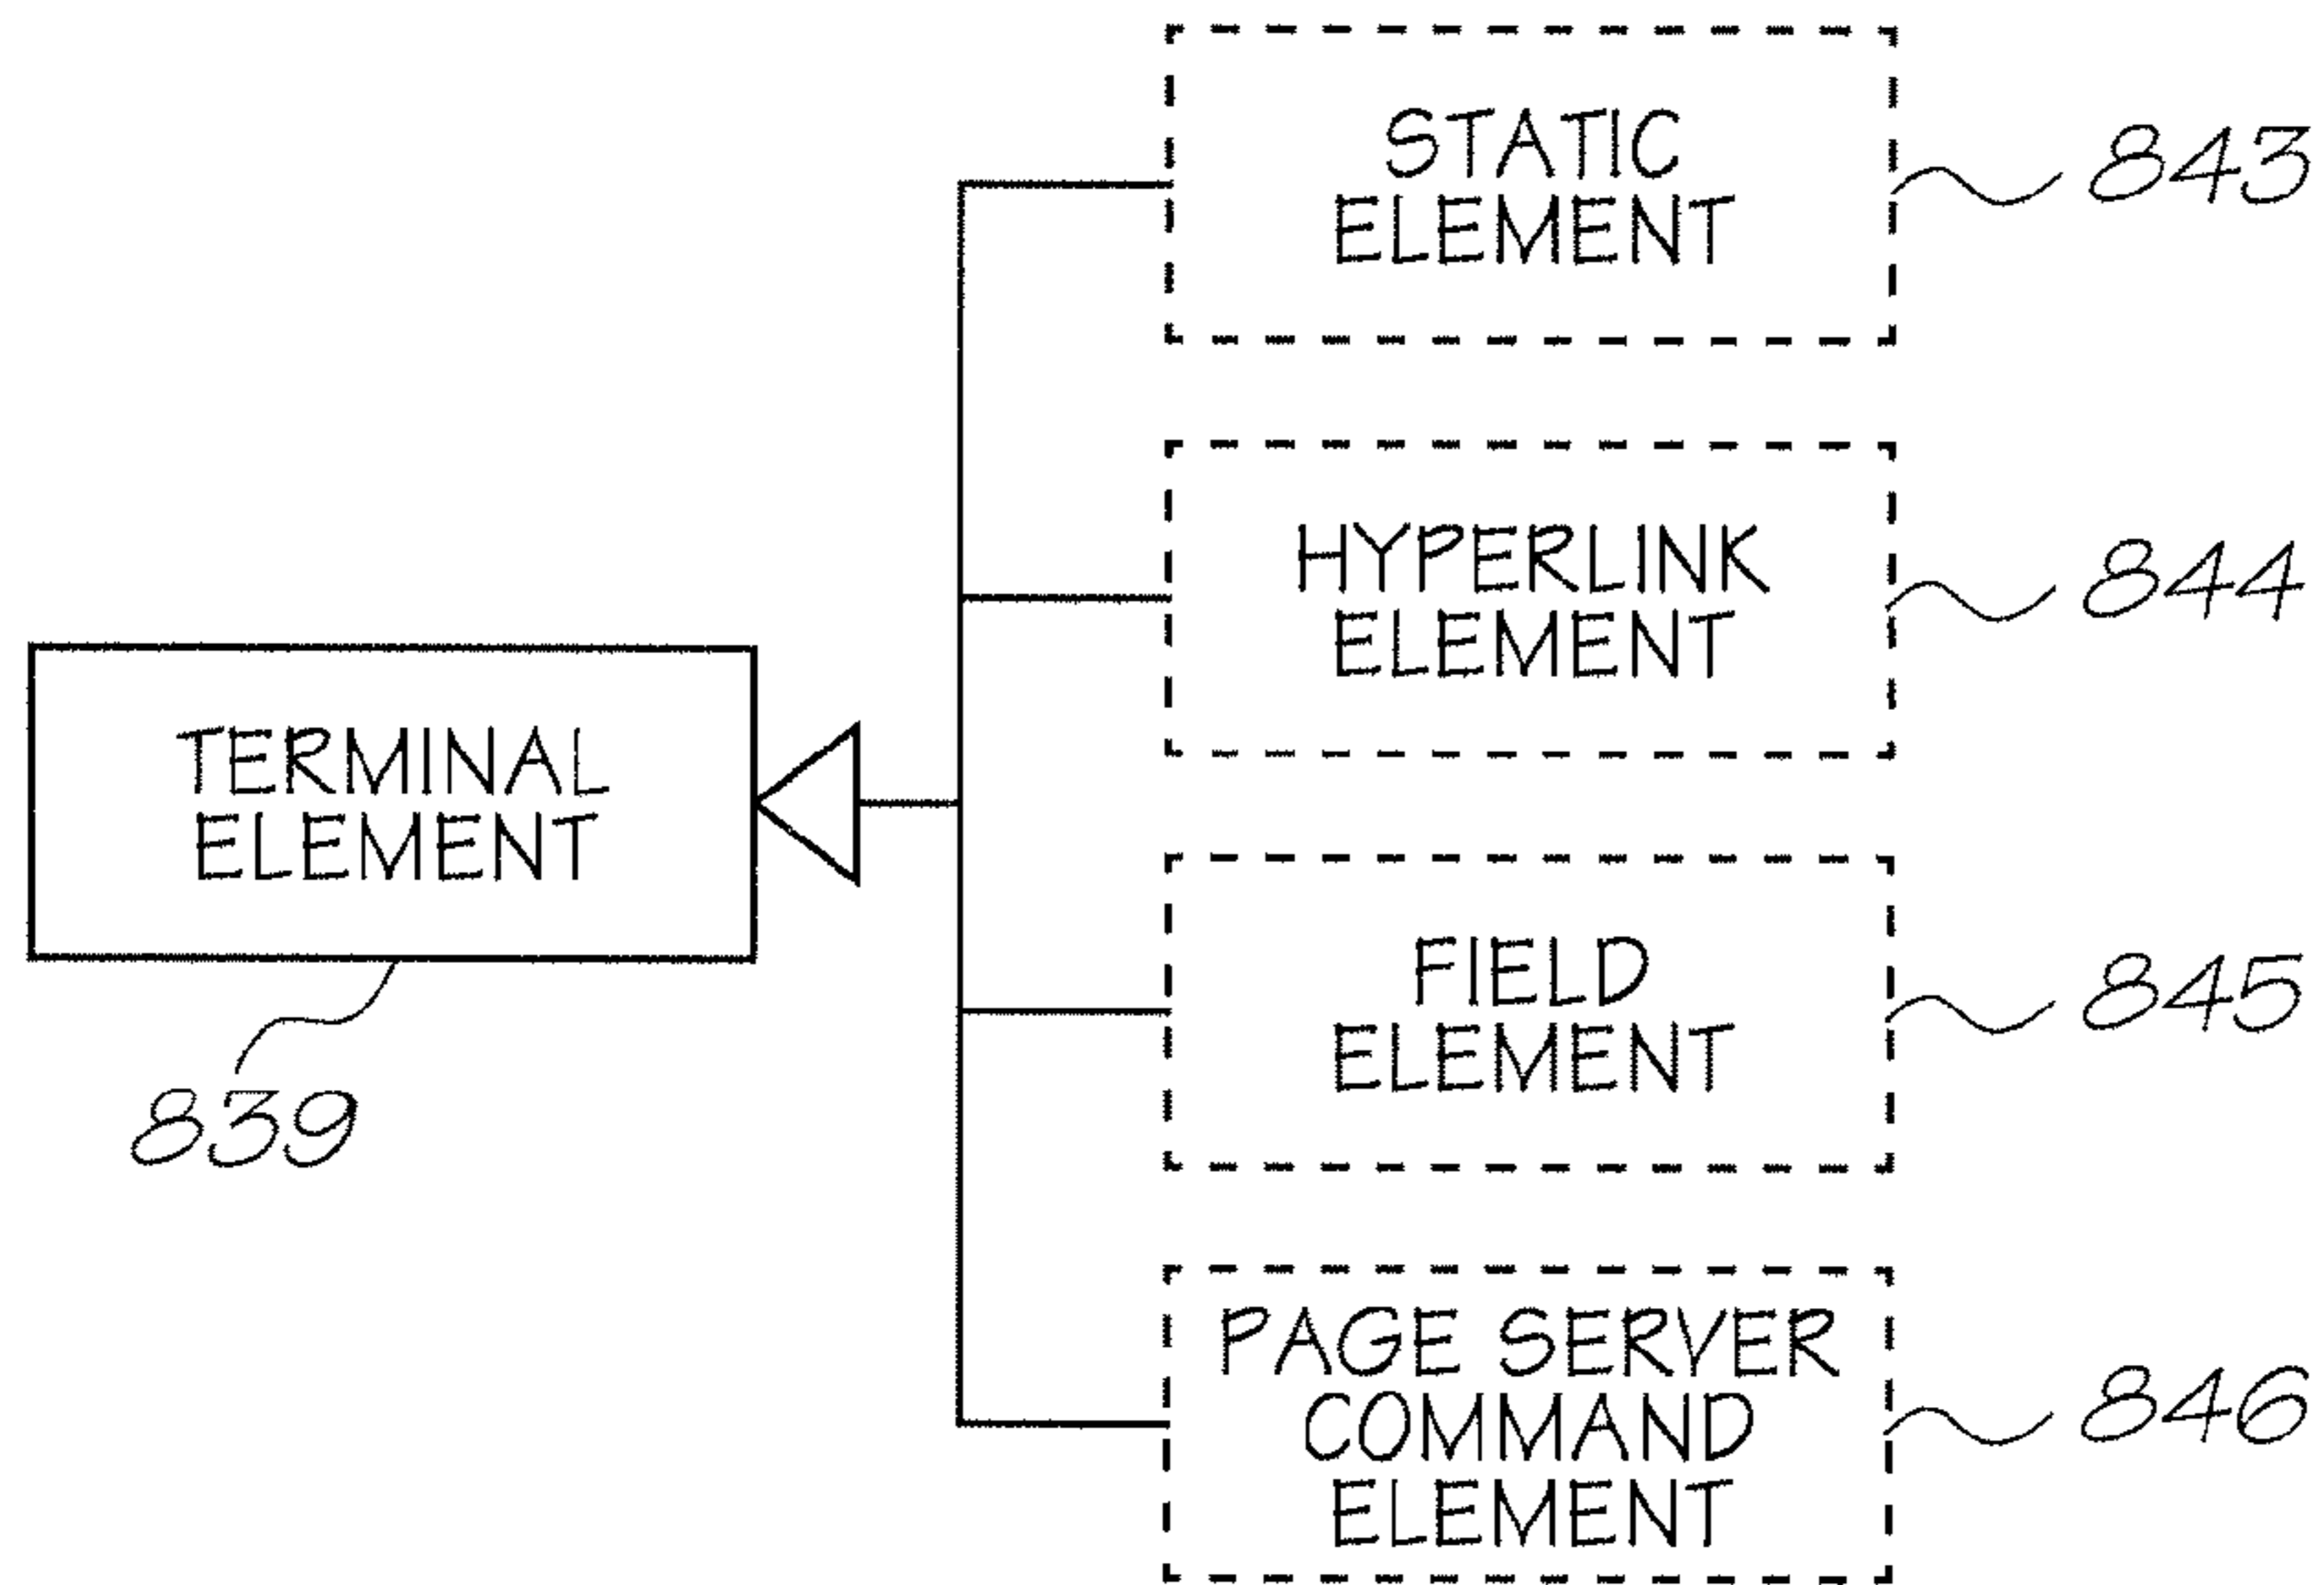 STATIC
ELEMENT
843
HYPERLINK
ELEMENT
844
TERMINAL
ELEMENT
839
FIELD
ELEMENT
845
PAGE SERVER
COMMAND
ELEMENT
846